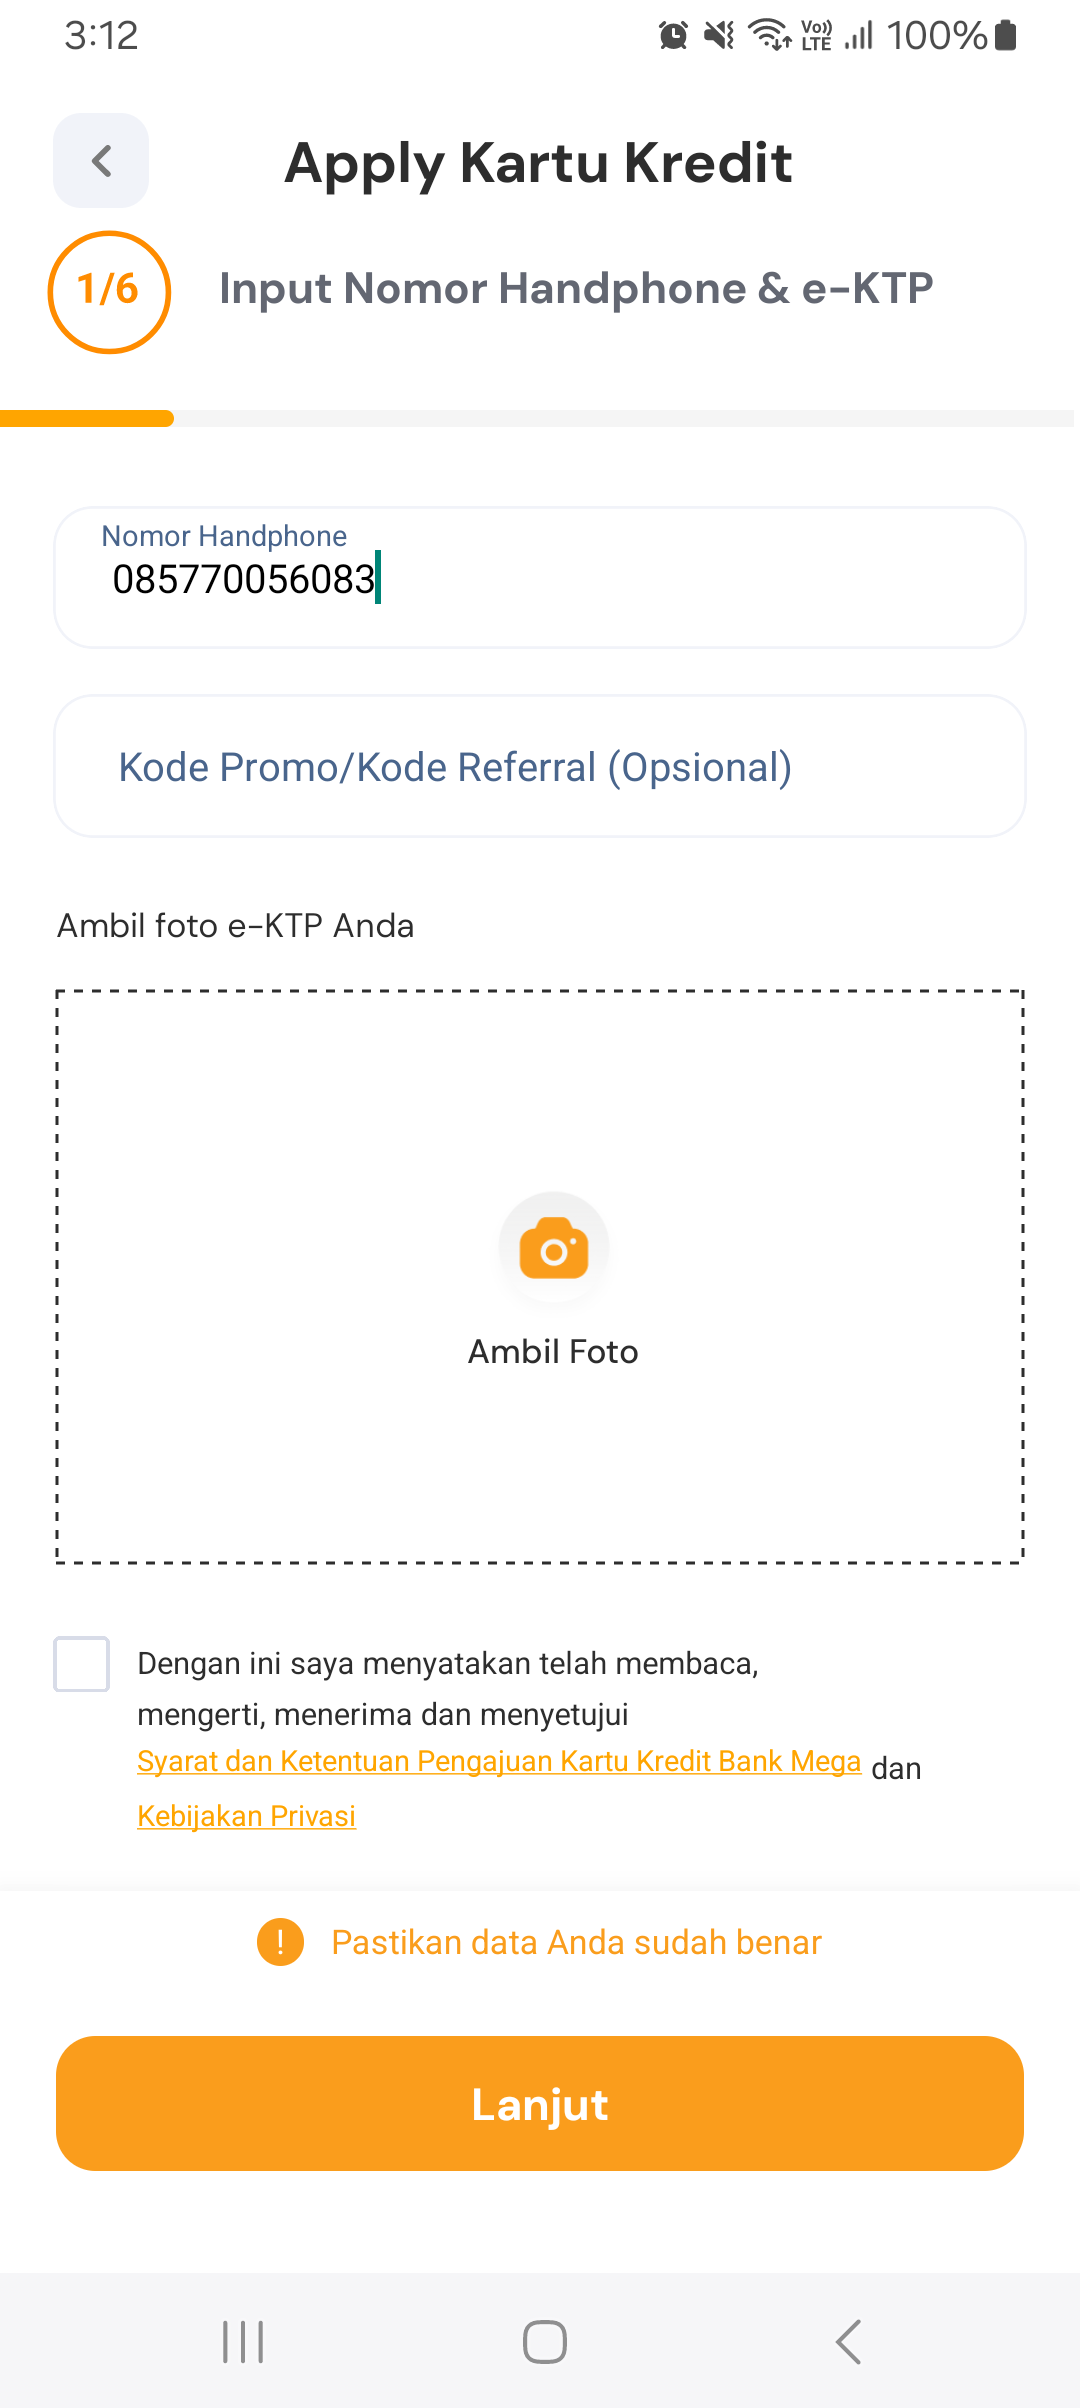 3:12
Vo))
LTE
100%
Apply Kartu Kredit
1/6
Input Nomor Handphone & e-KTP
Nomor Handphone
085770056083
Kode Promo/Kode Referral (Opsional)
Ambil foto e-KTP Anda
Ambil Foto
Dengan ini saya menyatakan telah membaca,
mengerti, menerima dan menyetujui
Syarat dan Ketentuan Pengajuan Kartu Kredit Bank Mega dan
Kebijakan Privasi
! Pastikan data Anda sudah benar
Lanjut